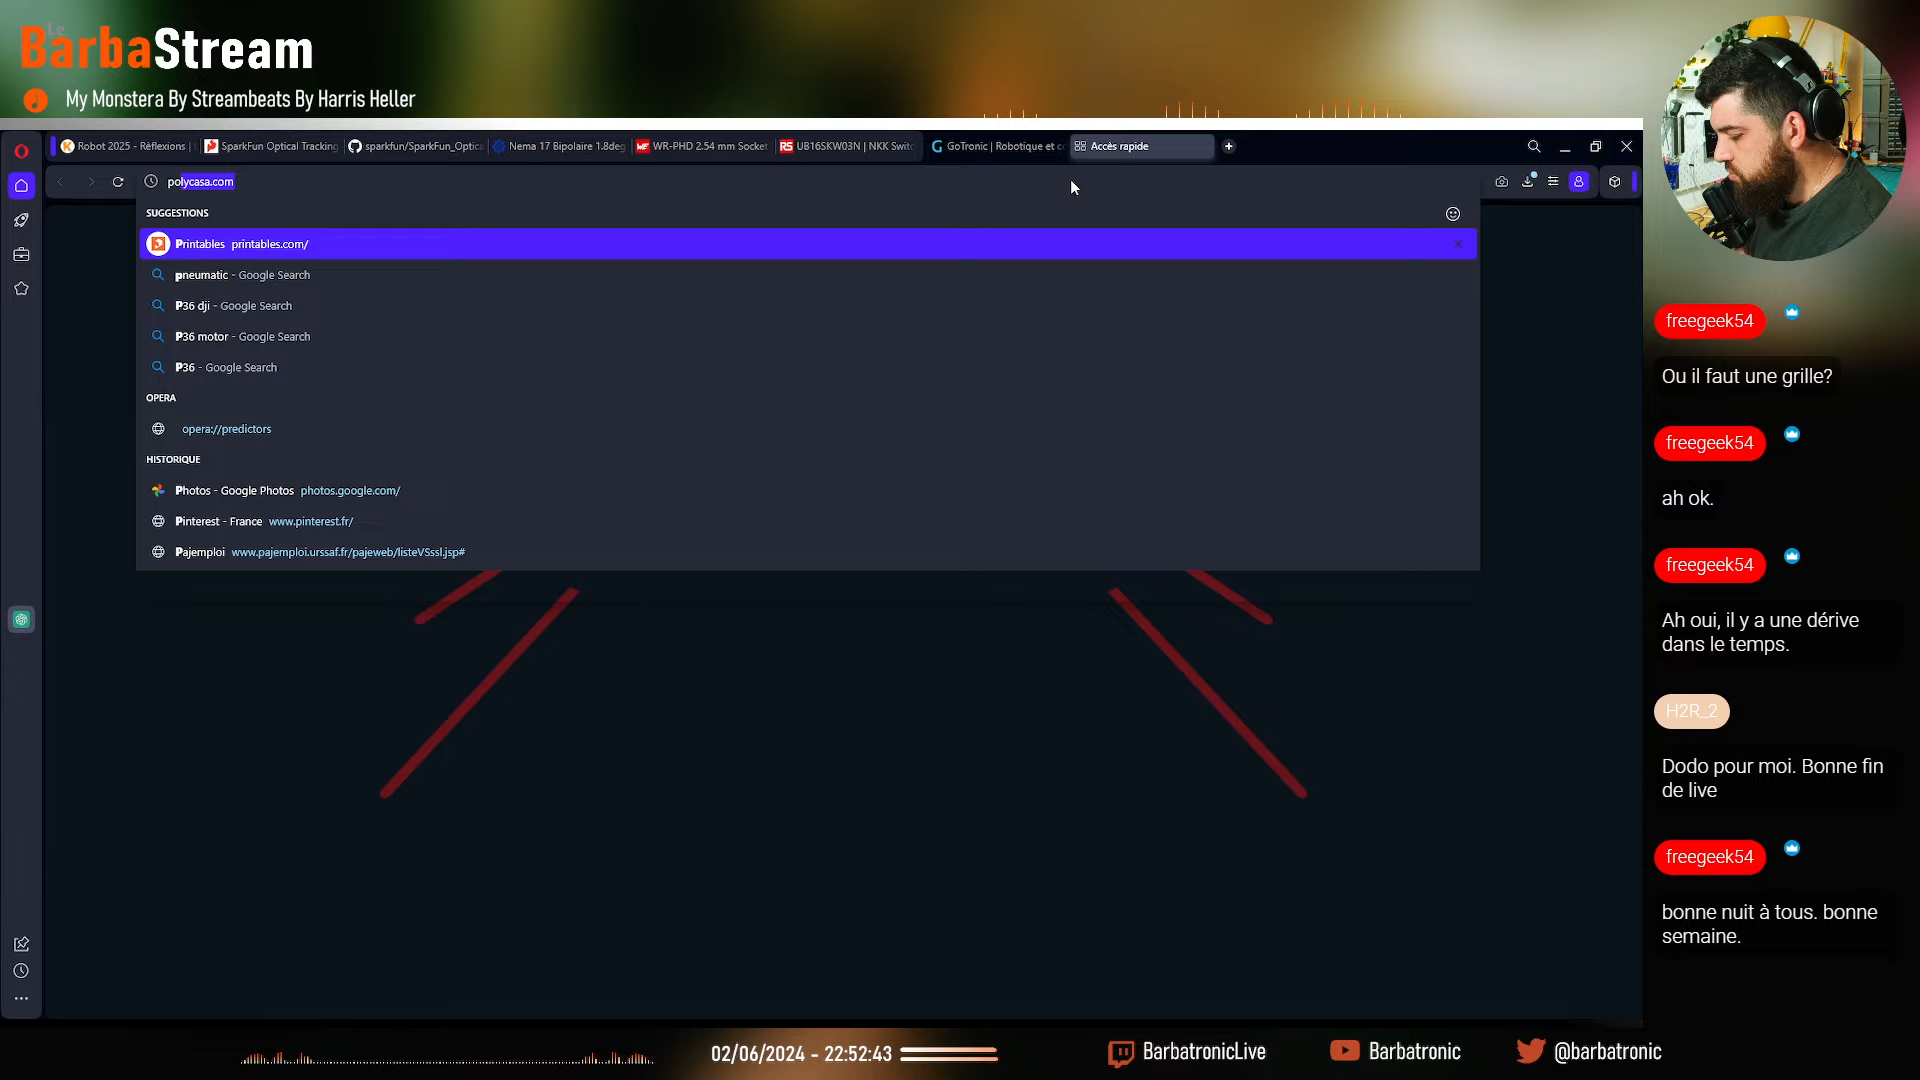 Le
BarbaStream
My Monstera By Streambeats By Harris Heller
Robot 2025 - Réflexions |
SparkFun Optical Tracking
sparkfun/SparkFun_Optica
Nema 17 Bipolaire 1.8deg
WR-PHD 2.54 mm Socket
UB16SKW03N | NKK Switc
GoTronic | Robotique et co
Accès rapide
polycasa.com
SUGGESTIONS
Printables printables.com/
pneumatic - Google Search
P36 dji - Google Search
P36 motor - Google Search
P36 - Google Search
OPERA
opera://predictors
HISTORIQUE
Photos - Google Photos photos.google.com/
Pinterest - France www.pinterest.fr/
Pajemploi www.pajemploi.urssaf.fr/pajeweb/listeVSssl.jsp#
freegeek54
Ou il faut une grille?
freegeek54
ah ok.
freegeek54
Ah oui, il y a une dérive
dans le temps.
H2R_2
Dodo pour moi. Bonne fin
de live
freegeek54
bonne nuit à tous. bonne
semaine.
02/06/2024 - 22:52:43
BarbatronicLive
Barbatronic
@barbatronic